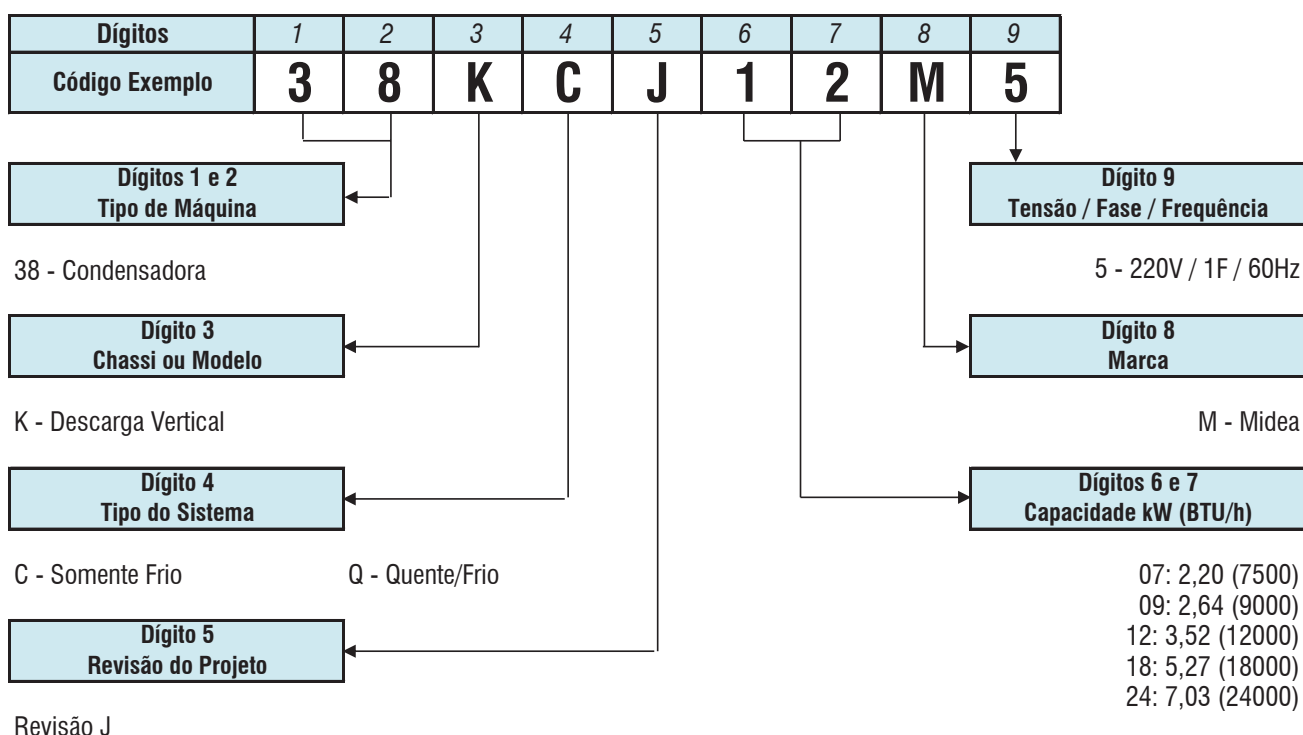 Dígitos 1 2 3 4 5 6 7 8 9
Código Exemplo 3 8 K C J 1 2 M 5
Dígitos 1 e 2
Tipo de Máquina
38 - Condensadora
Dígito 3
Chassi ou Modelo
K - Descarga Vertical
Dígito 4
Tipo do Sistema
C - Somente Frio Q - Quente/Frio
Dígito 5
Revisão do Projeto
Revisão J
Dígito 9
Tensão / Fase / Frequência
5 - 220V / 1F / 60Hz
Dígito 8
Marca
M - Midea
Dígitos 6 e 7
Capacidade kW (BTU/h)
07: 2,20 (7500)
09: 2,64 (9000)
12: 3,52 (12000)
18: 5,27 (18000)
24: 7,03 (24000)